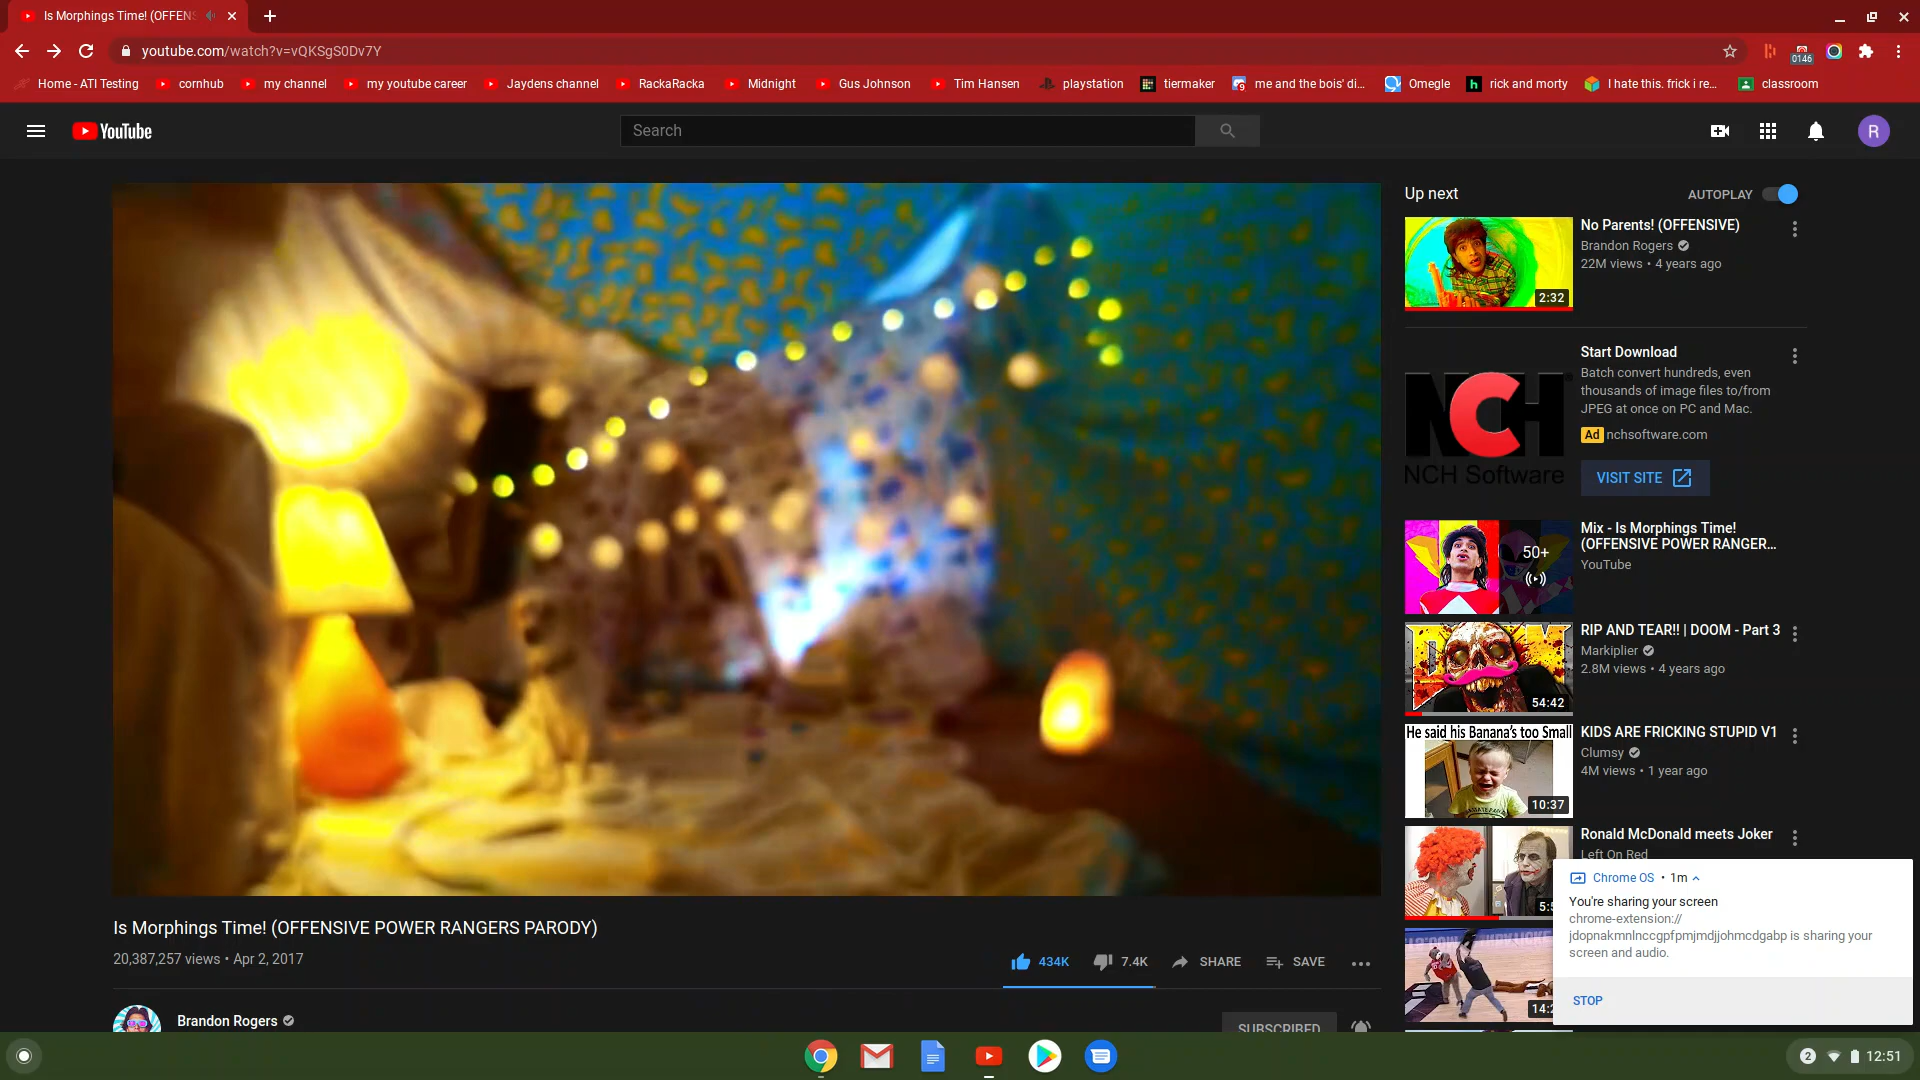 Is Morphings Time! (OFFENS
youtube.com/watch?v=vQKSgS0Dv7Y
0146
Home - ATI Testing
cornhub
my channel
my youtube career
Jaydens channel
RackaRacka
Midnight
Gus Johnson
Tim Hansen
playstation
tiermaker
me and the bois' di...
Omegle
rick and morty
I hate this. frick i re...
classroom
YouTube
Search
R
Up next
AUTOPLAY
No Parents! (OFFENSIVE)
Brandon Rogers
22M views • 4 years ago
2:32
Start Download
Batch convert hundreds, even
thousands of image files to/from
JPEG at once on PC and Mac.
Ad nchsoftware.com
NCH
NCH Software
VISIT SITE
Mix - Is Morphings Time!
(OFFENSIVE POWER RANGER...
YouTube
50+
RIP AND TEAR!! | DOOM - Part 3
Markiplier
2.8M views • 4 years ago
54:42
He said his Banana's too Small
KIDS ARE FRICKING STUPID V1
Clumsy
4M views • 1 year ago
10:37
Ronald McDonald meets Joker
Left On Red
Chrome OS • 1m
You're sharing your screen
chrome-extension://
jdopnakmnlnccgpfpmjmdjjohmcdgabp is sharing your
screen and audio.
STOP
Is Morphings Time! (OFFENSIVE POWER RANGERS PARODY)
20,387,257 views • Apr 2, 2017
434K
7.4K
SHARE
SAVE
Brandon Rogers
SUBSCRIBED
2
12:51